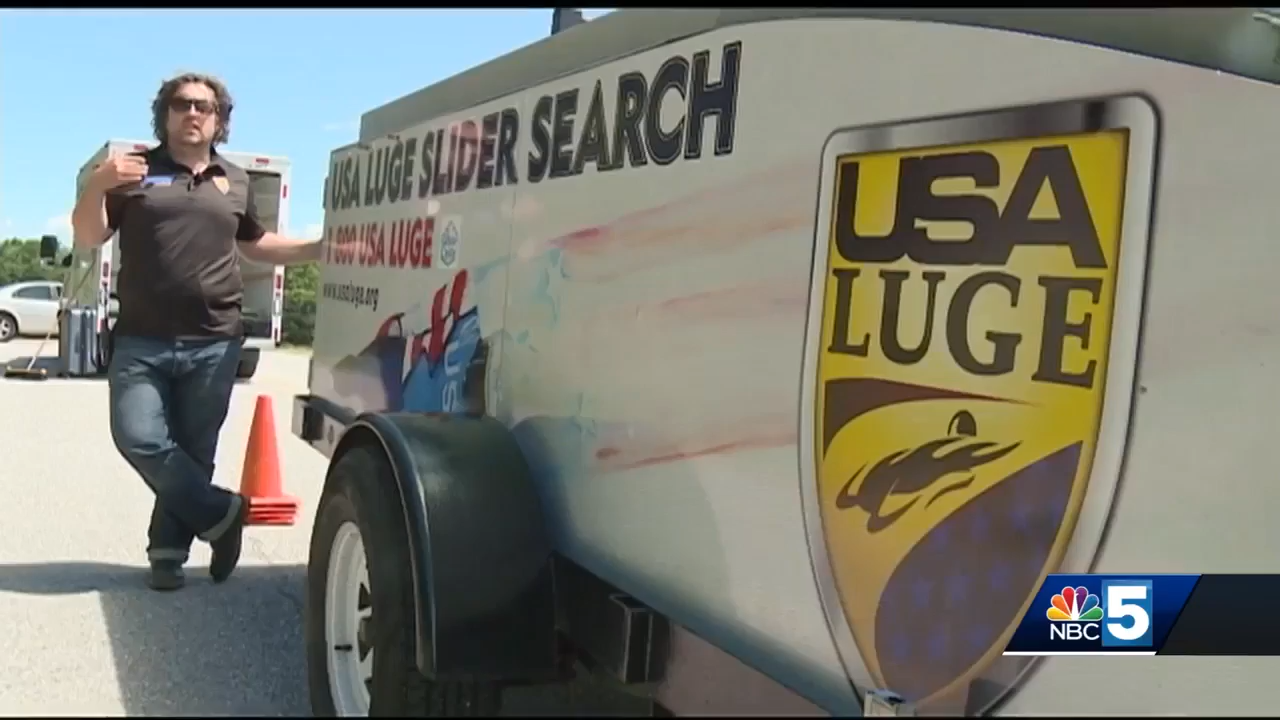 USA LUGE SLIDER SEARCH
1 800 USA LUGE
www.usaluge.org
USA
LUGE
NBC 5